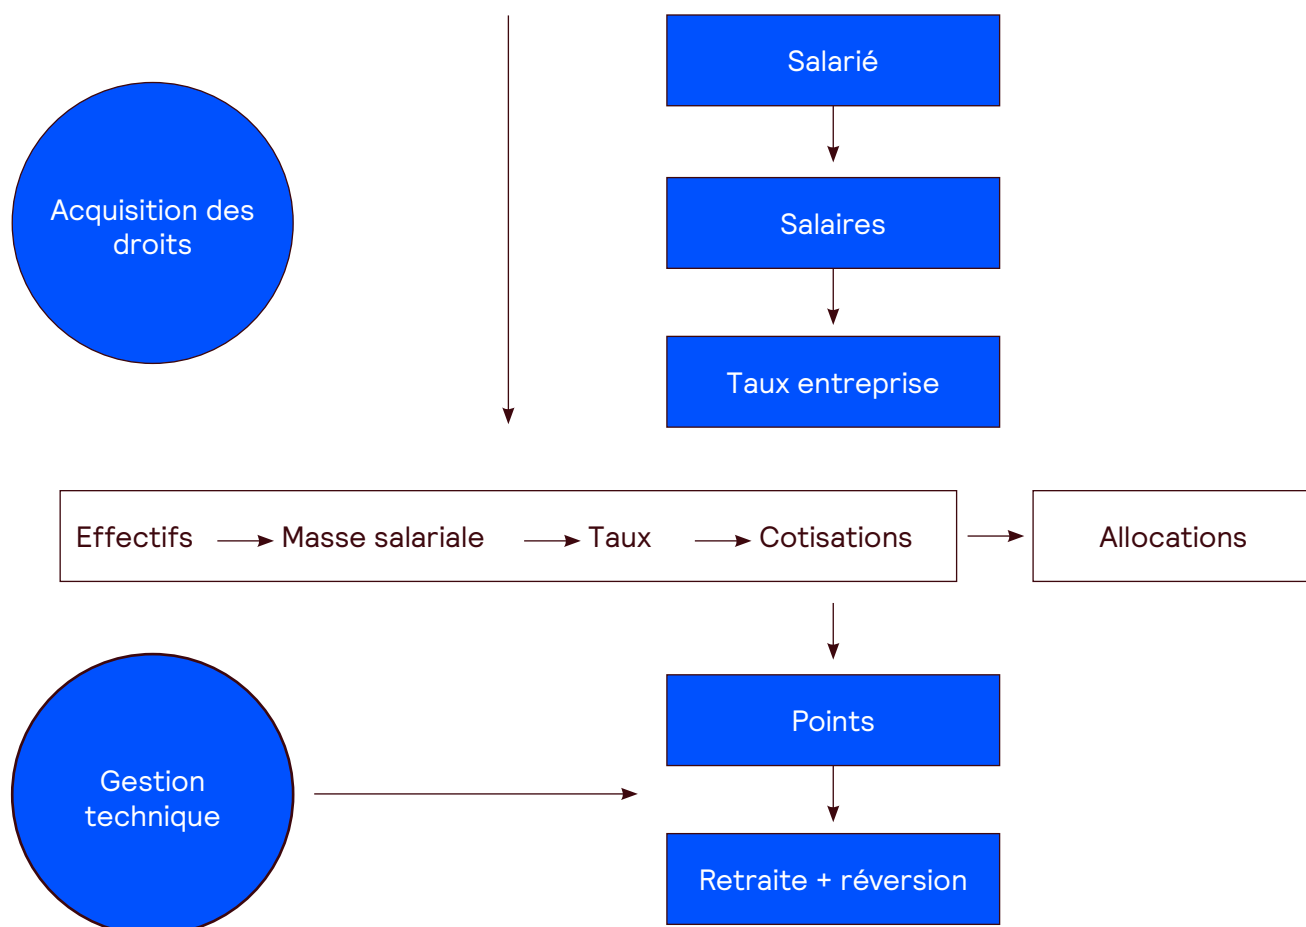 Salarié
Acquisition des
droits
Salaires
Taux entreprise
Effectifs Masse salariale Taux Cotisations Allocations
Points
Gestion
technique
Retraite + réversion